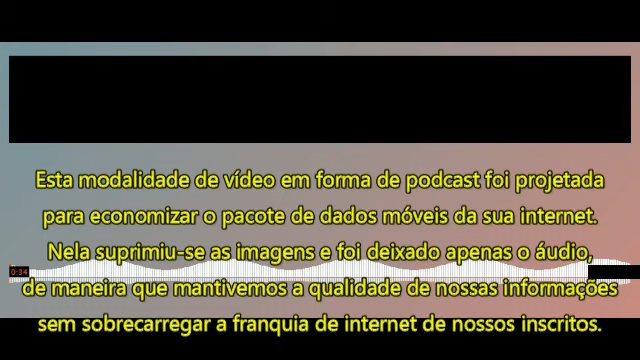 Esta modalidade de vídeo em forma de podcast foi projetada
para economizar o pacote de dados móveis da sua internet.
Nela suprimiu-se as imagens e foi deixado apenas o áudio,
0:34
de maneira que mantivemos a qualidade de nossas informações
sem sobrecarregar a franquia de internet de nossos inscritos.